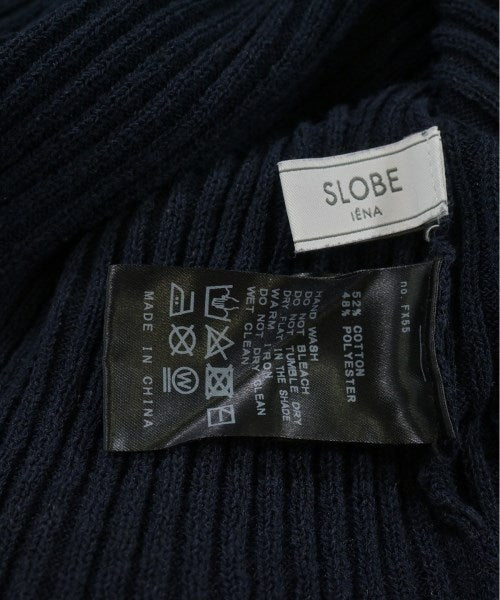 SLOBE
IÉNA
no. FX55
52% COTTON
48% POLYESTER
HAND WASH
DO NOT BLEACH
DO NOT TUMBLE DRY
DRY FLAT IN THE SHADE
WARM IRON
DO NOT DRY CLEAN
WET CLEAN
W
MADE IN CHINA